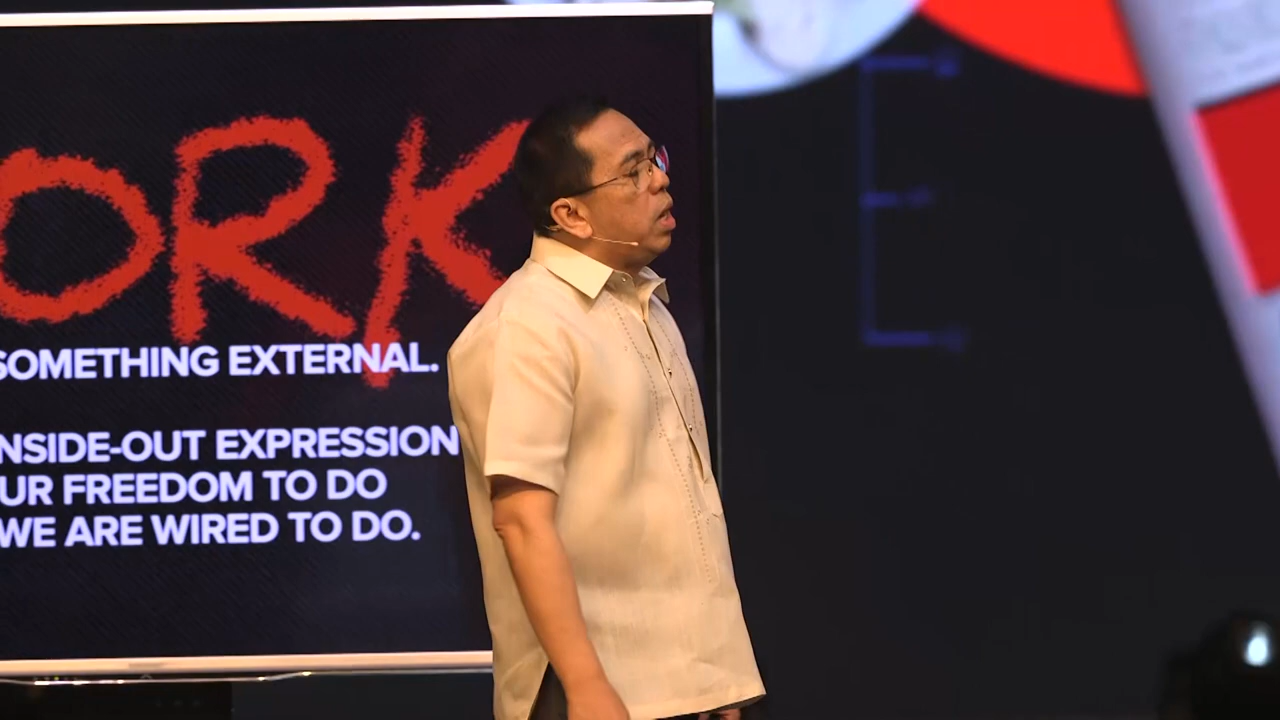 ORK
SOMETHING EXTERNAL.
NSIDE-OUT EXPRESSION
UR FREEDOM TO DO
WE ARE WIRED TO DO.